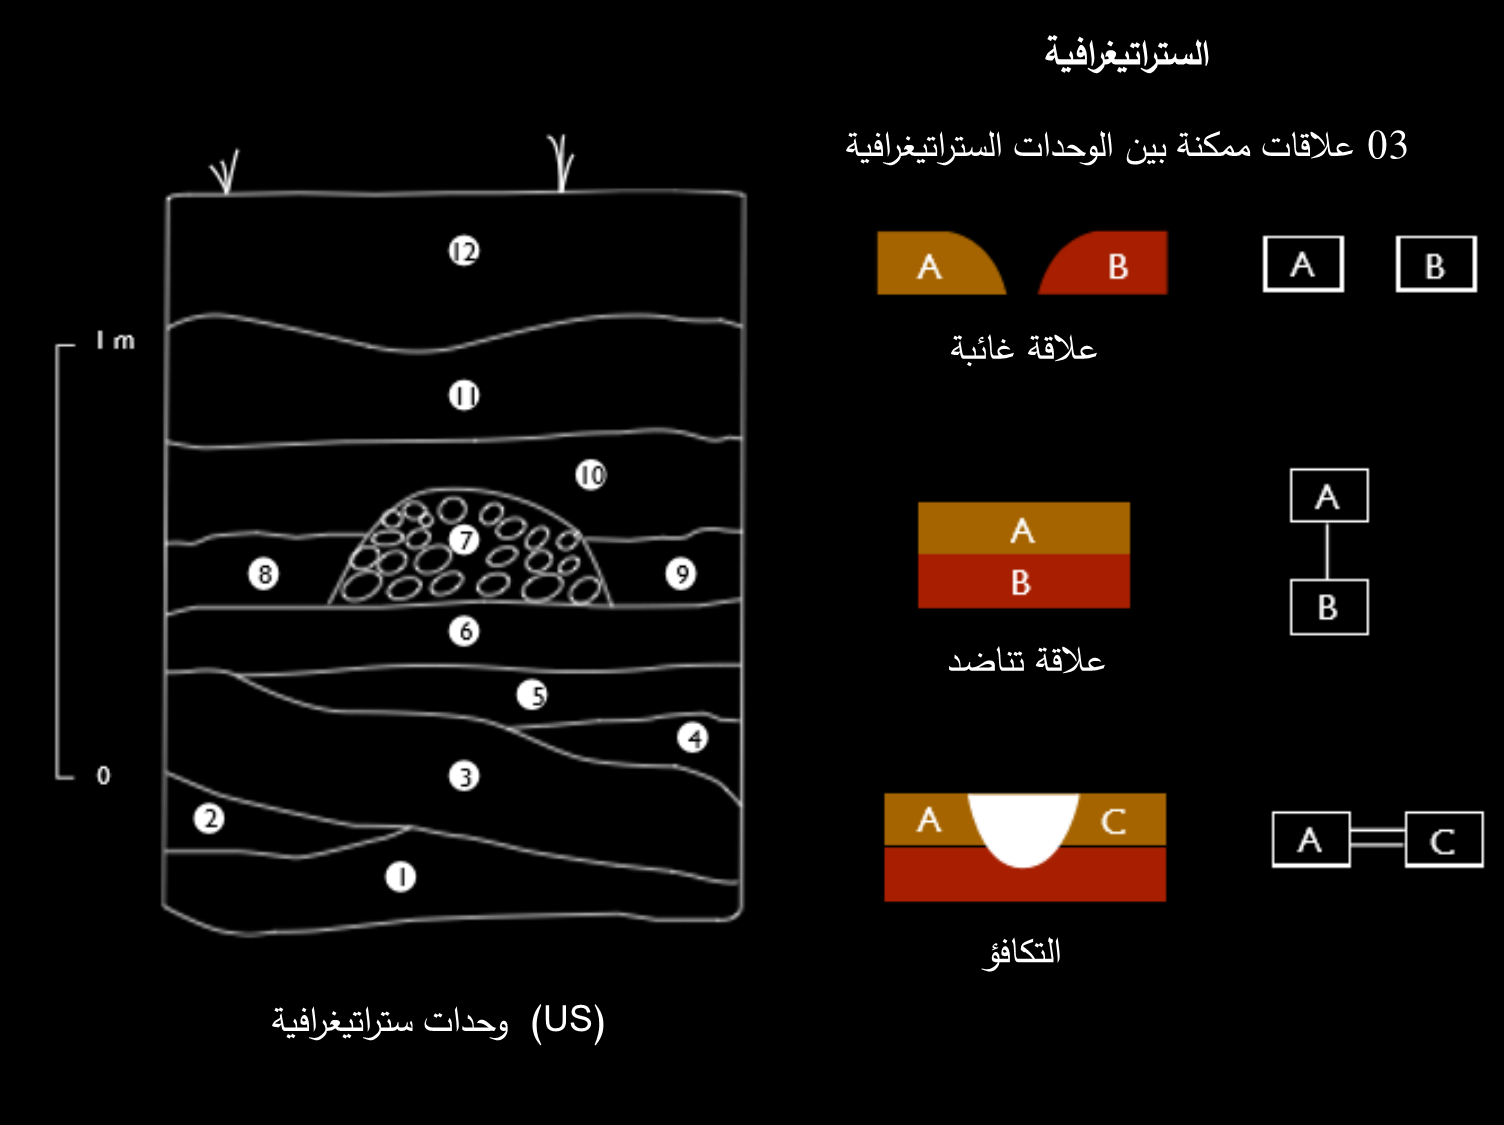 الستراتيغرافية
03 علاقات ممكنة بين الوحدات الستراتيغرافية
A B A B
علاقة غائبة
A
B
A
B
علاقة تناضد
A C A C
التكافؤ
12
1 m
11
10
7
8 9
6
5
4
3
0
2
1
وحدات ستراتيغرافية (US)